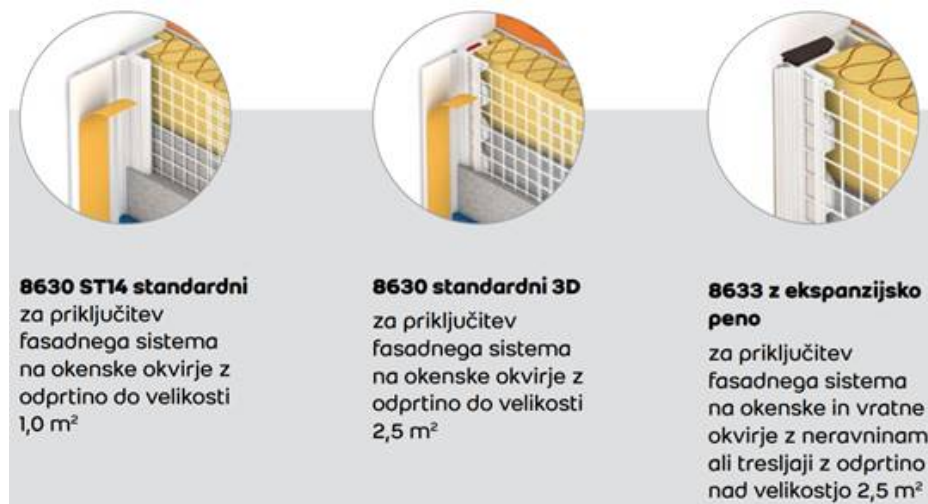 8630 ST14 standardni
za priključitev
fasadnega sistema
na okenske okvirje z
odprtino do velikosti
1,0 m²
8630 standardni 3D
za priključitev
fasadnega sistema
na okenske okvirje z
odprtino do velikosti
2,5 m²
8633 z ekspanzijsko
peno
za priključitev
fasadnega sistema
na okenske in vratne
okvirje z neravninam
ali tresljaji z odprtino
nad velikostjo 2,5 m²